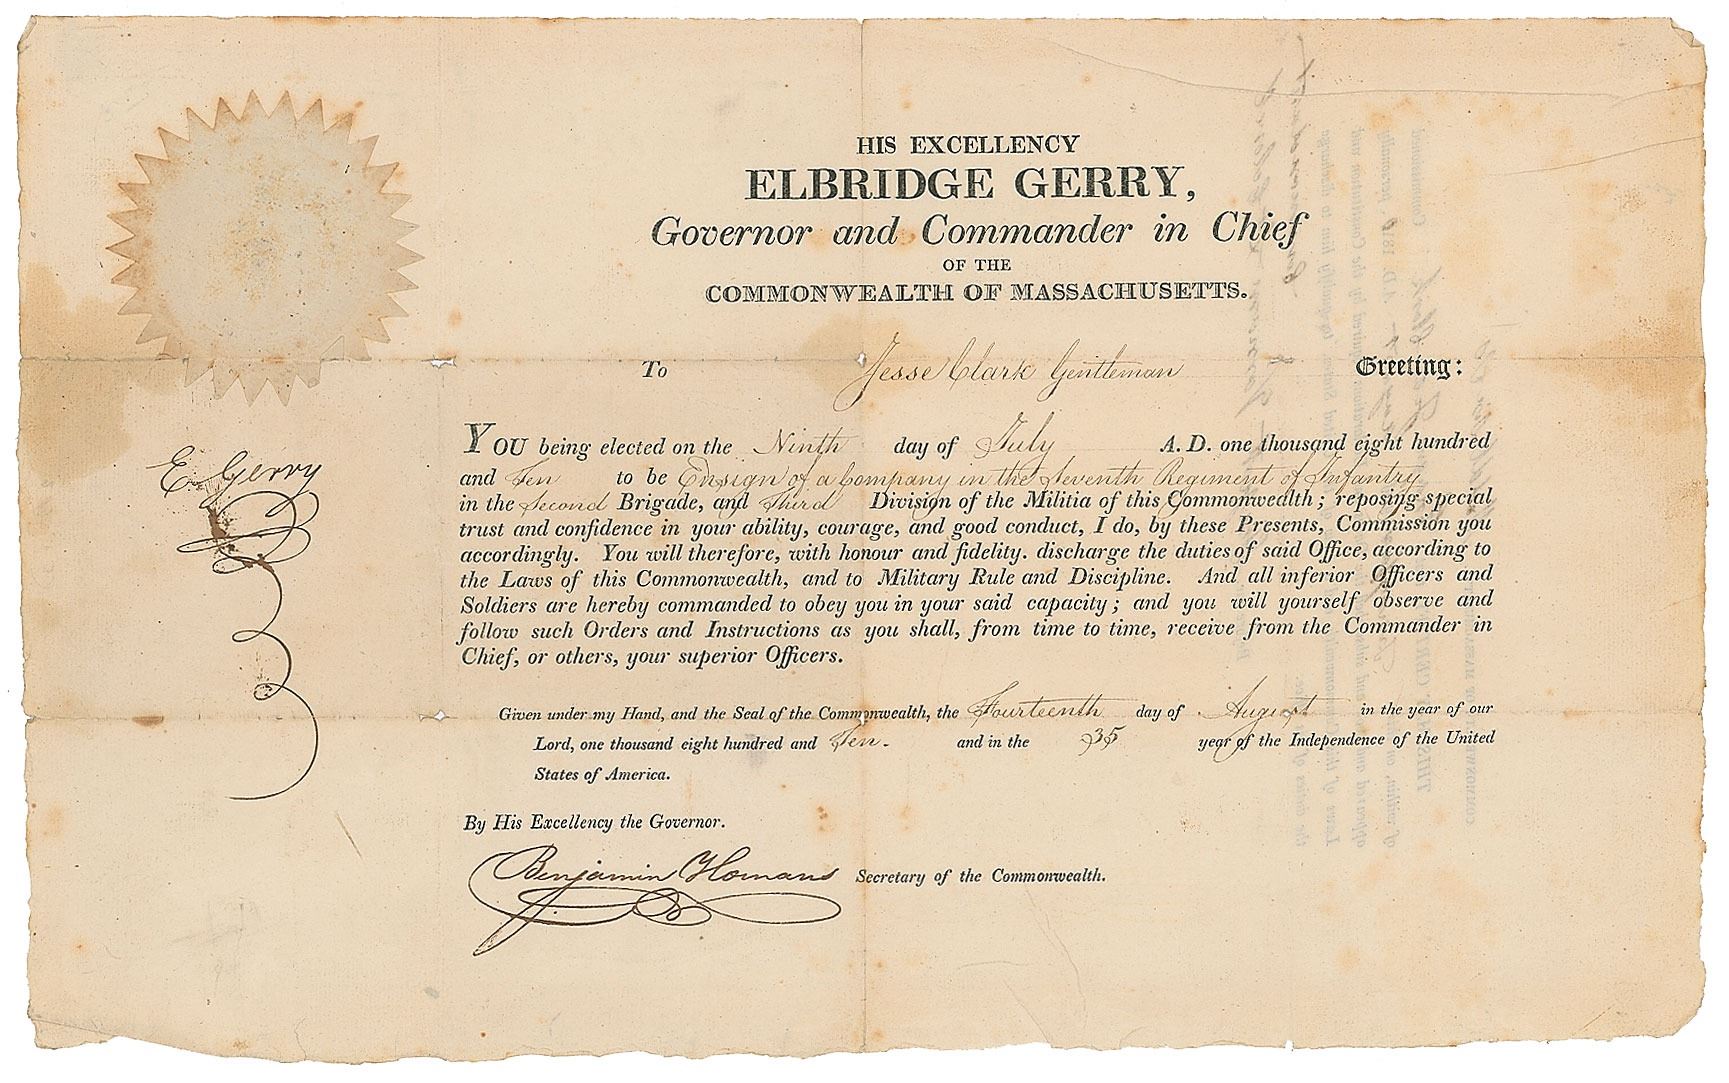 HIS EXCELLENCY
ELBRIDGE GERRY,
Governor and Commander in Chief
OF THE
COMMONWEALTH OF MASSACHUSETTS.
To Jesse Clark Gentleman Greeting:
YOU being elected on the Ninth day of July A. D. one thousand eight hundred
E. Gerry
and Ten to be Ensign of a Company in the Seventh Regiment of Infantry
in the Second Brigade, and Third Division of the Militia of this Commonwealth; reposing special
trust and confidence in your ability, courage, and good conduct, I do, by these Presents, Commission you
accordingly. You will therefore, with honour and fidelity. discharge the duties of said Office, according to
the Laws of this Commonwealth, and to Military Rule and Discipline. And all inferior Officers and
Soldiers are hereby commanded to obey you in your said capacity; and you will yourself observe and
follow such Orders and Instructions as you shall, from time to time, receive from the Commander in
Chief, or others, your superior Officers.
Given under my Hand, and the Seal of the Commonwealth, the Fourteenth day of August in the year of our
Lord, one thousand eight hundred and Ten. and in the 35 year of the Independence of the United
States of America.
By His Excellency the Governor.
Benjamin Homans Secretary of the Commonwealth.